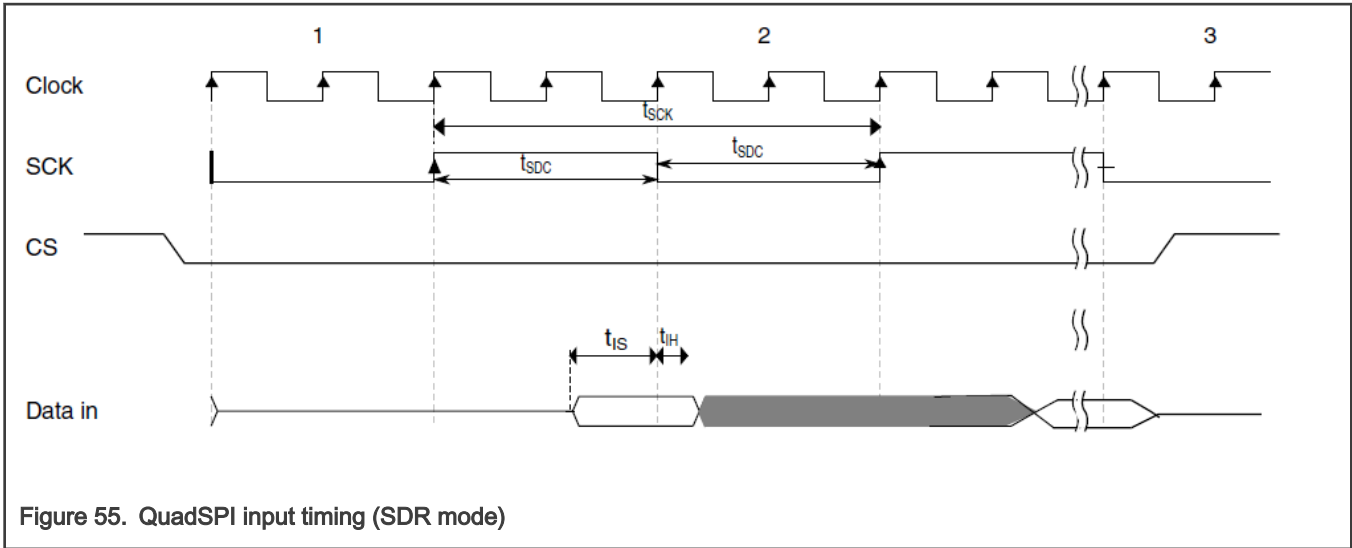 1 2 3
Clock
tSCK
SCK
tSDC tSDC
CS
tIS tIH
Data in
Figure 55. QuadSPI input timing (SDR mode)